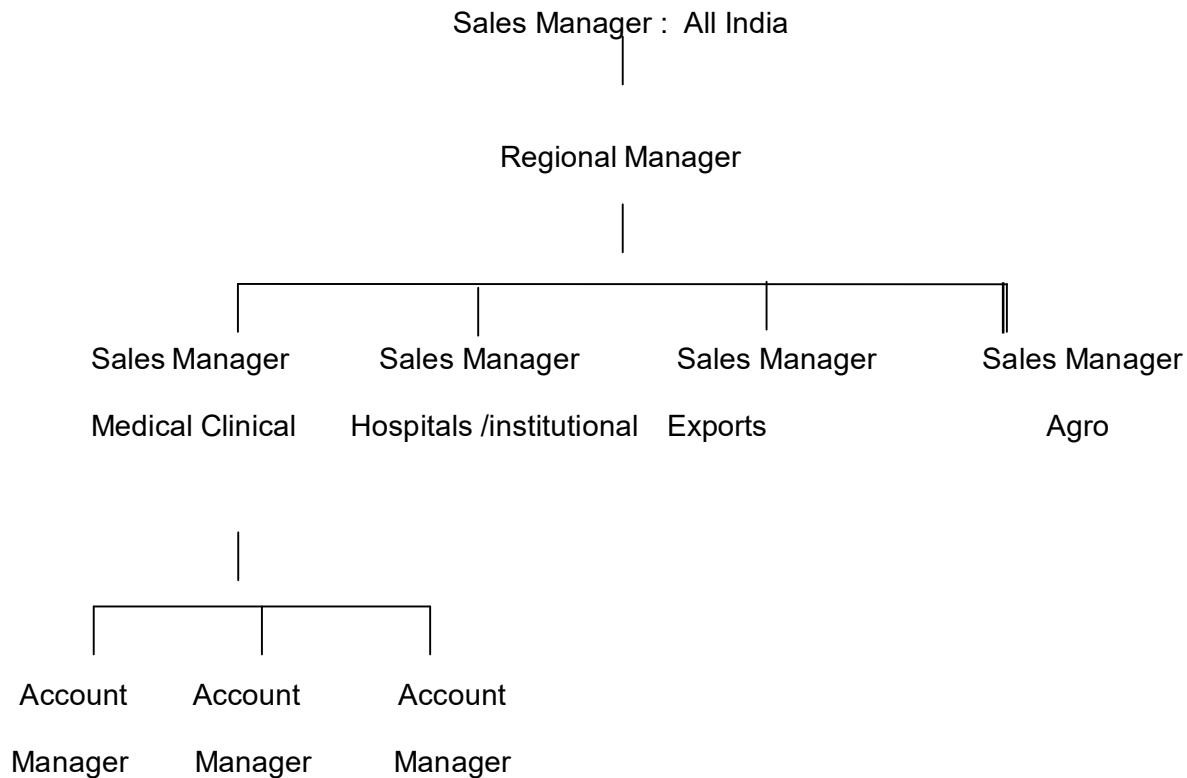 Sales Manager : All India
Regional Manager
Sales Manager Sales Manager Sales Manager Sales Manager
Medical Clinical Hospitals /institutional Exports Agro
Account Account Account
Manager Manager Manager